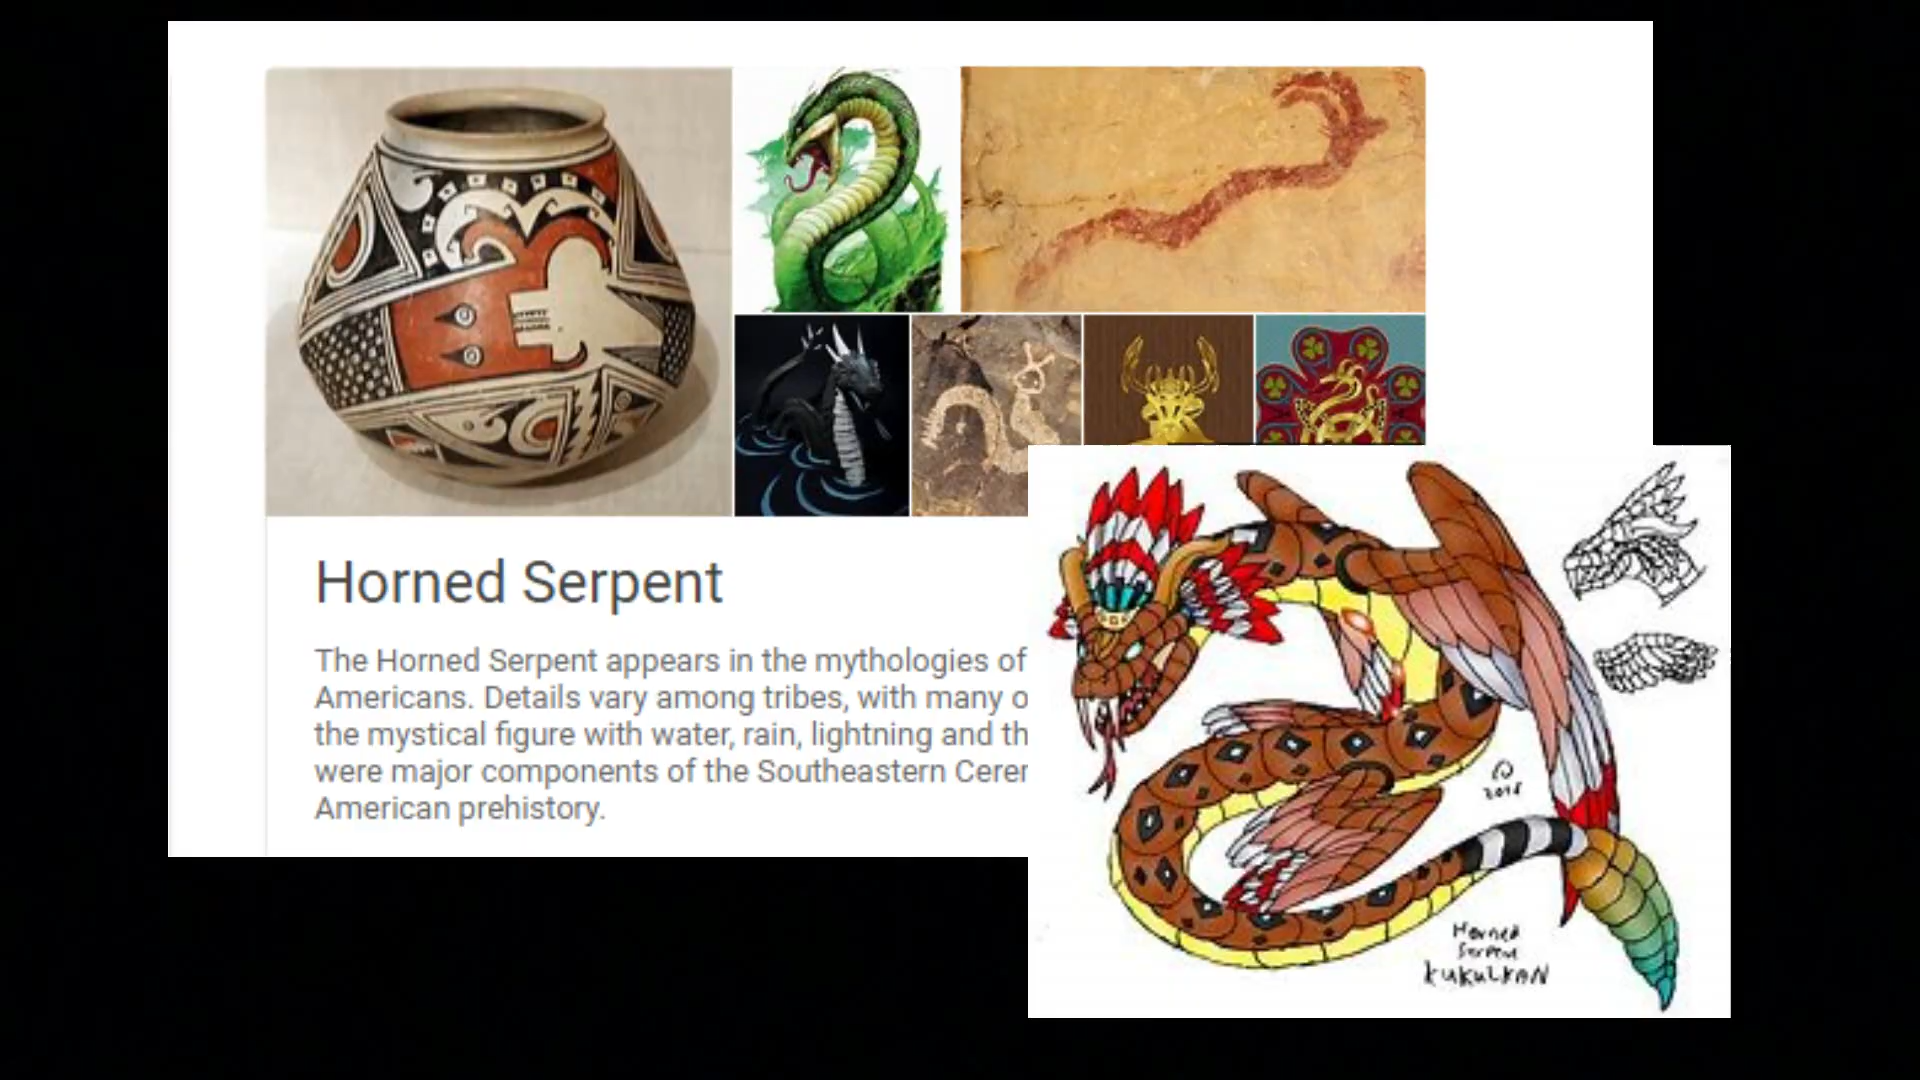 Horned Serpent
The Horned Serpent appears in the mythologies of
Americans. Details vary among tribes, with many o
the mystical figure with water, rain, lightning and th
were major components of the Southeastern Cerer
American prehistory.
2015
Horned
Serpent
KUKULKAN